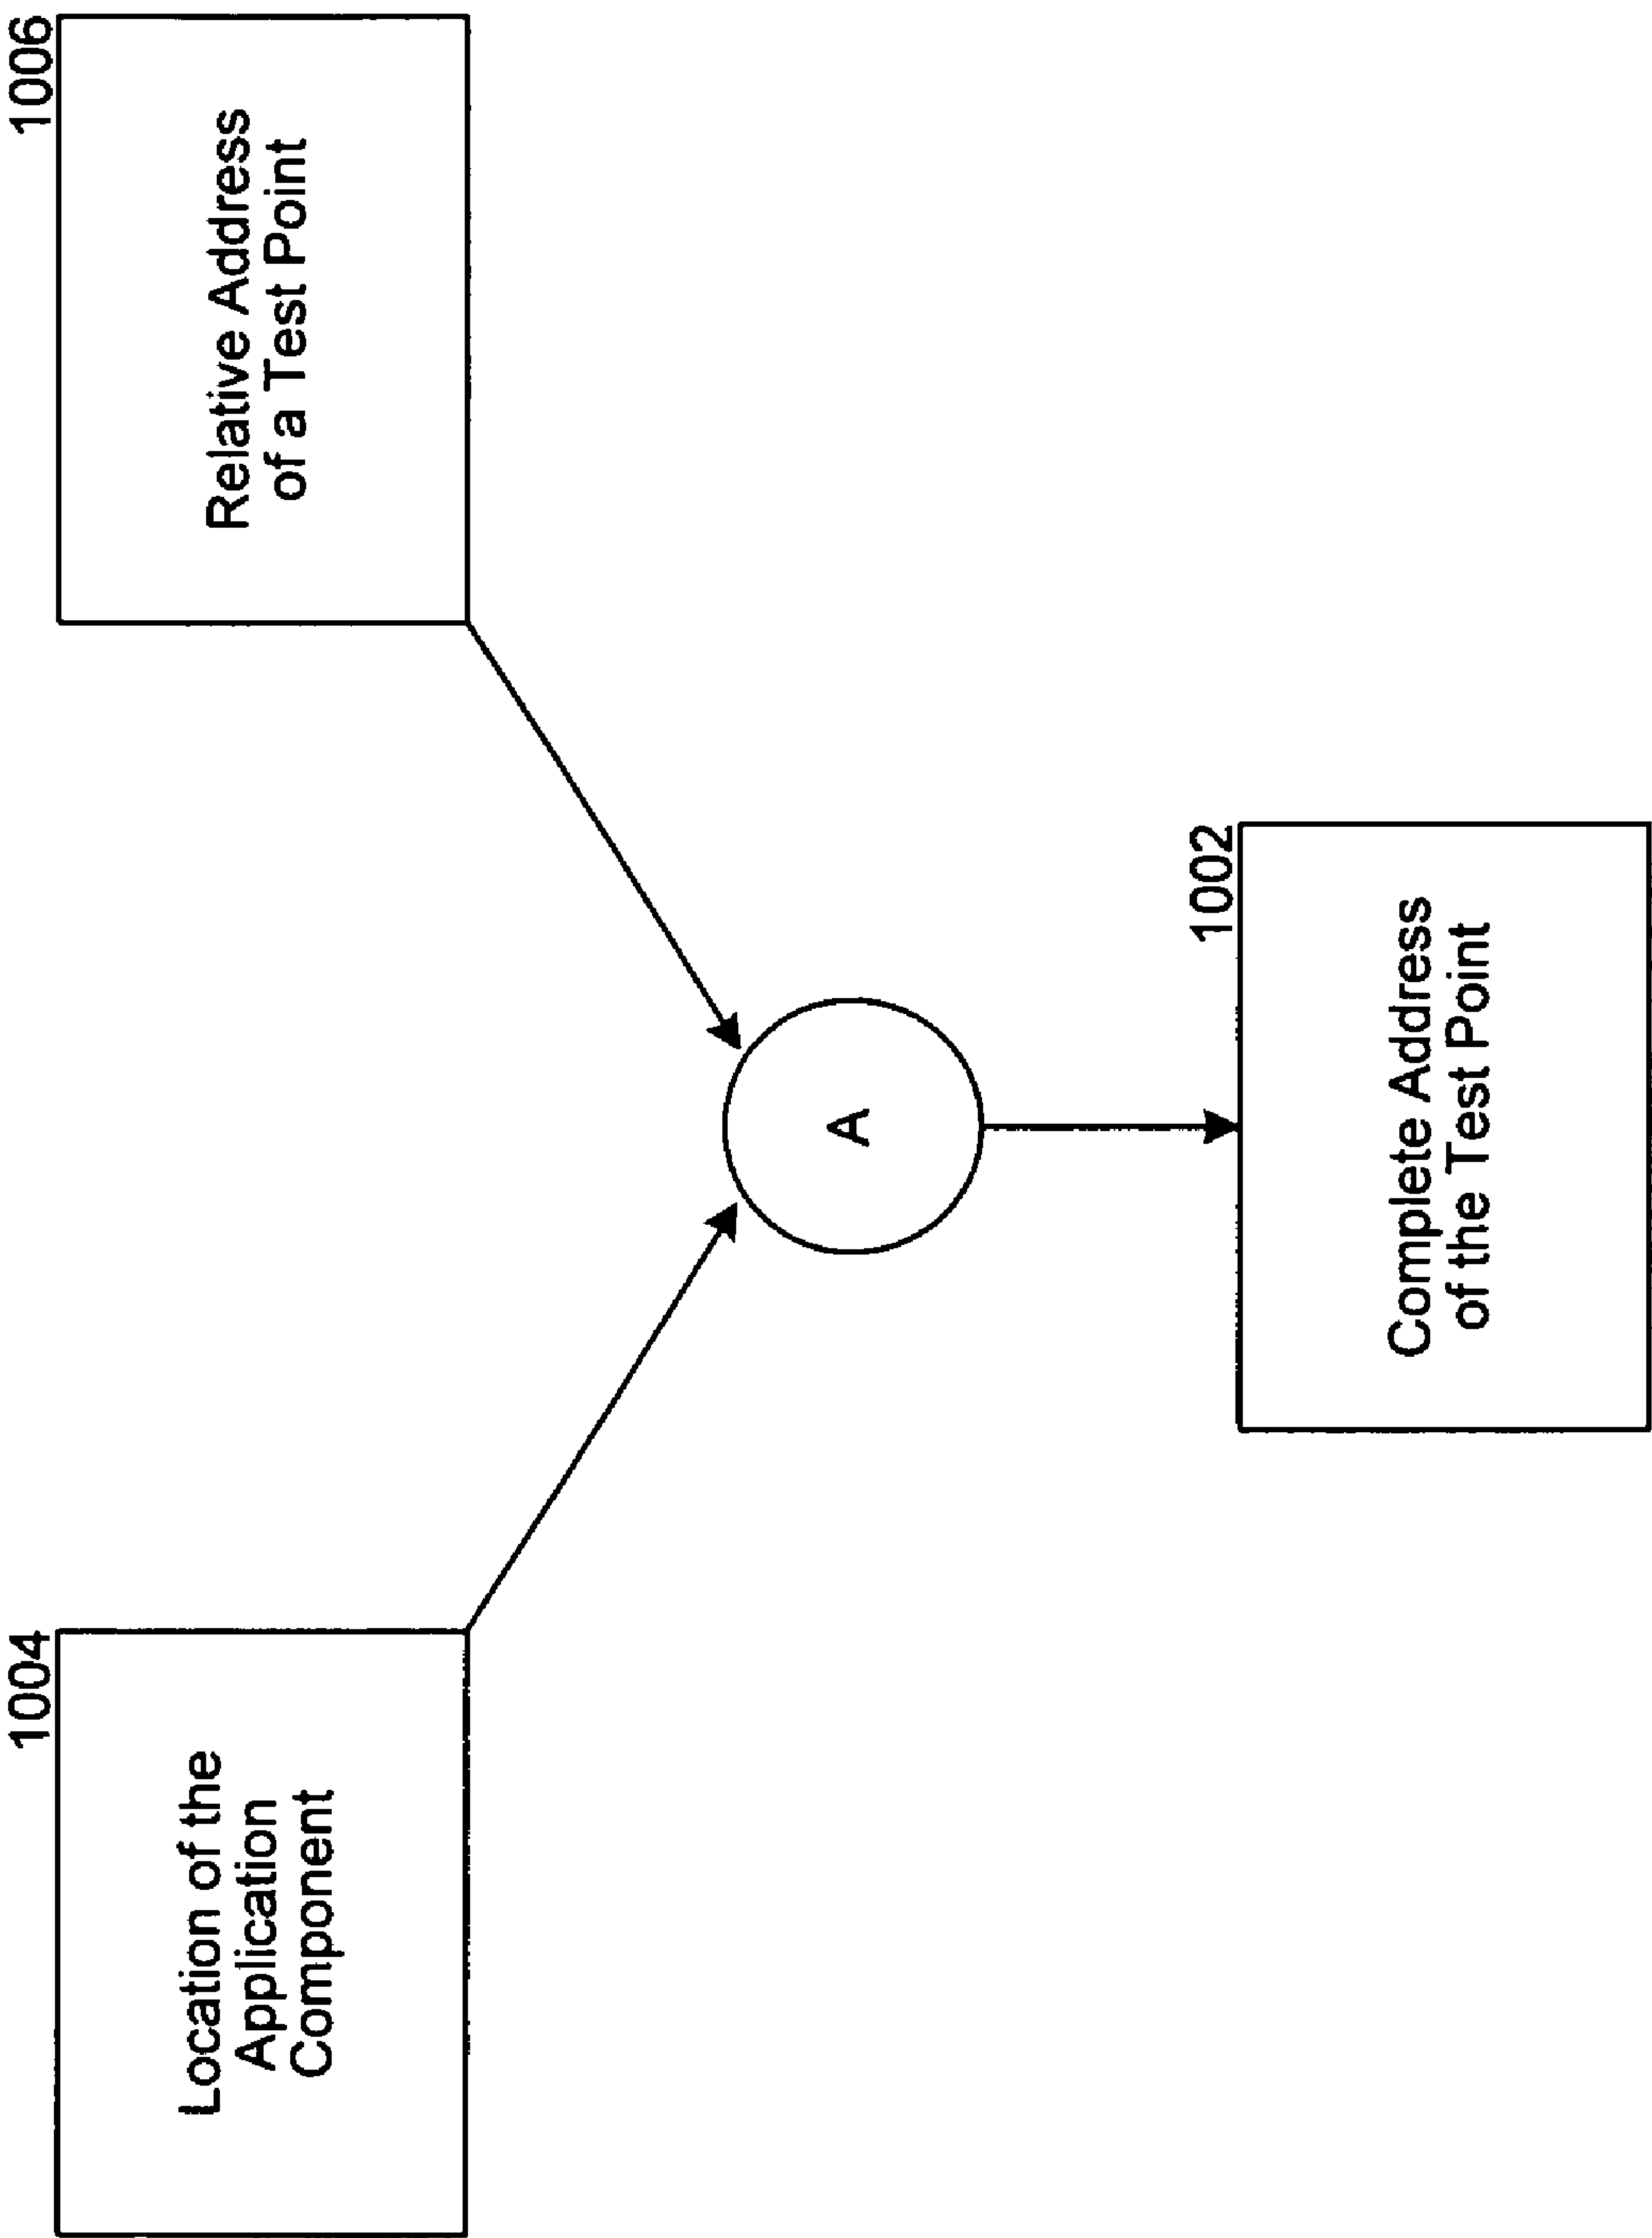 1004
Location of the
Application
Component
1006
Relative Address
of a Test Point
A
1002
Complete Address
of the Test Point